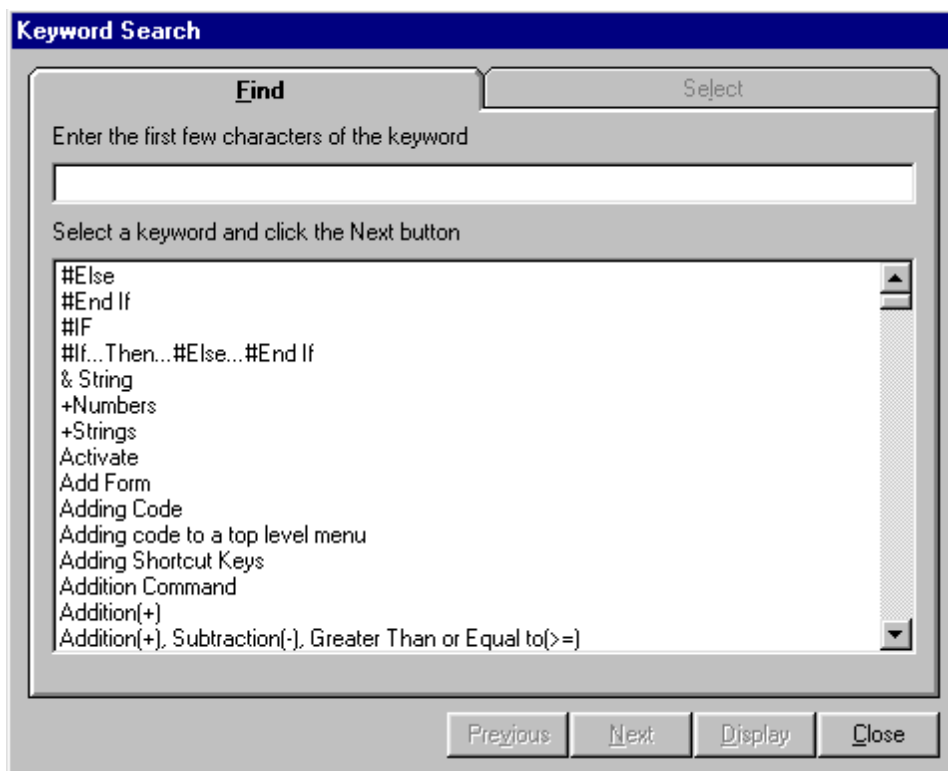 Keyword Search
Find
Select
Enter the first few characters of the keyword
Select a keyword and click the Next button
#Else
#End If
#IF
#If...Then...#Else...#End If
& String
+Numbers
+Strings
Activate
Add Form
Adding Code
Adding code to a top level menu
Adding Shortcut Keys
Addition Command
Addition(+)
Addition(+), Subtraction(-), Greater Than or Equal to(>=)
Previous Next Display Close